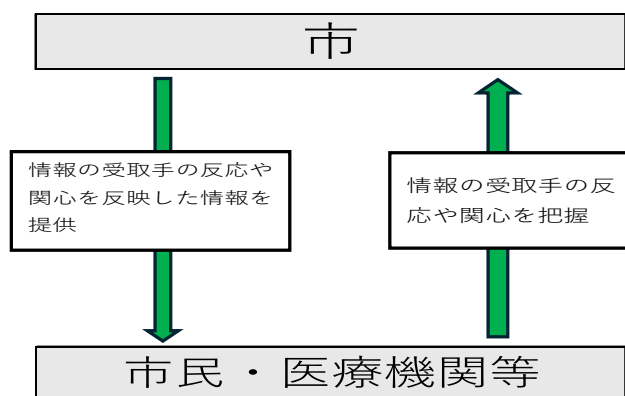 市
情報の受取手の反応や
関心を反映した情報を
提供
情報の受取手の反
応や関心を把握
市民・医療機関等